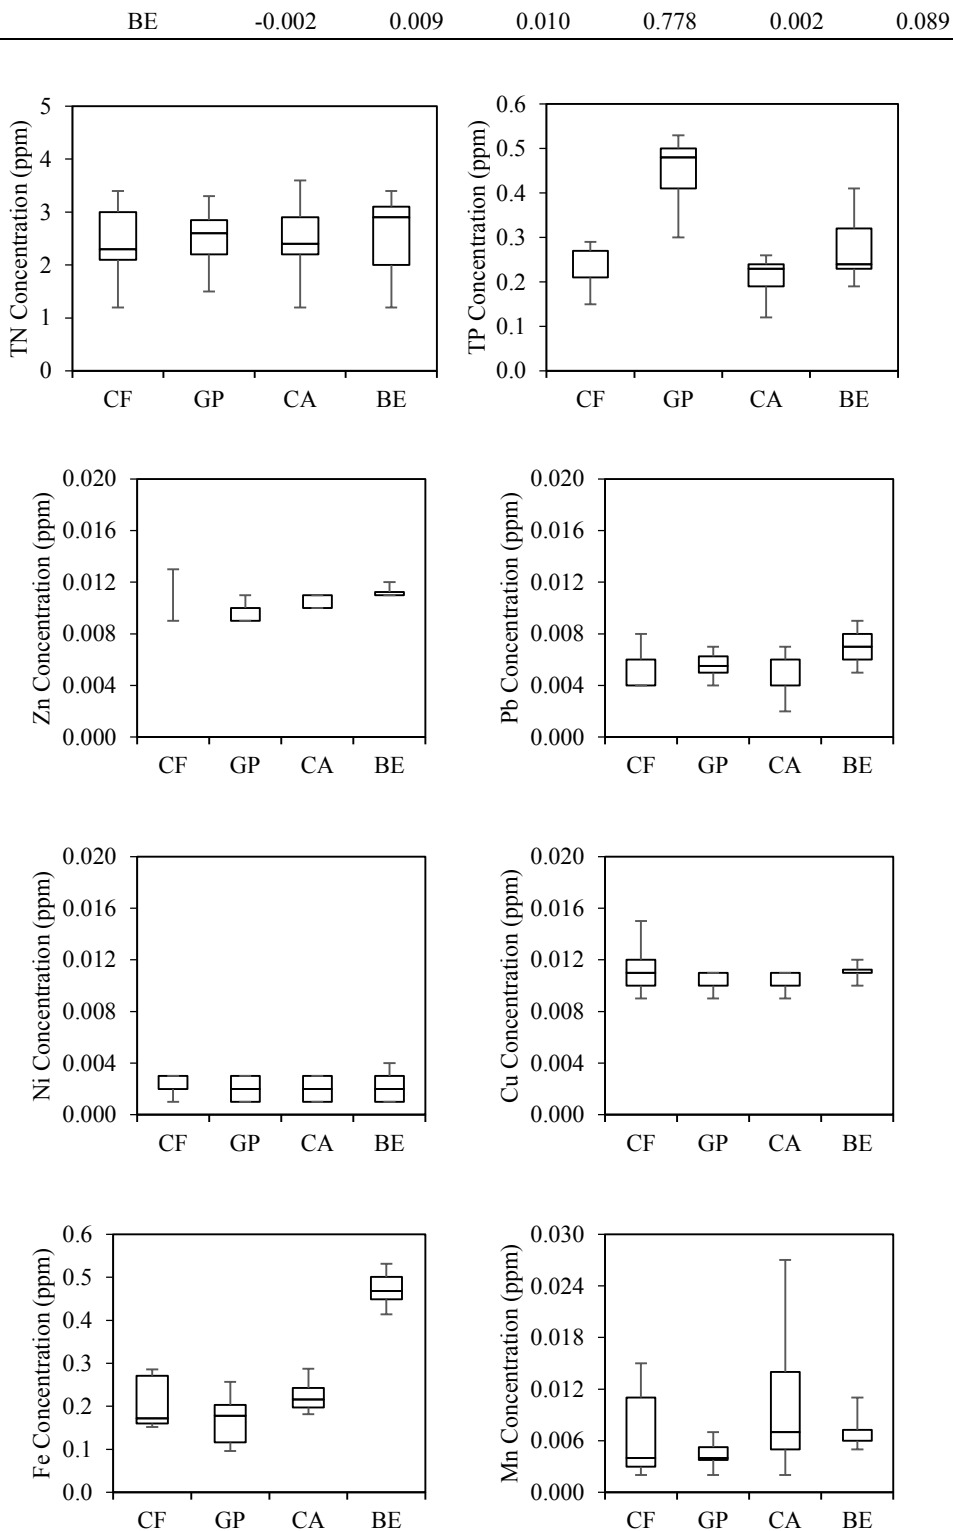 BE -0.002 0.009 0.010 0.778 0.002 0.089
TN Concentration (ppm)
5
4
3
2
1
0
CF GP CA BE
TP Concentration (ppm)
0.6
0.5
0.4
0.3
0.2
0.1
0.0
CF GP CA BE
Zn Concentration (ppm)
0.020
0.016
0.012
0.008
0.004
0.000
CF GP CA BE
Pb Concentration (ppm)
0.020
0.016
0.012
0.008
0.004
0.000
CF GP CA BE
Ni Concentration (ppm)
0.020
0.016
0.012
0.008
0.004
0.000
CF GP CA BE
Cu Concentration (ppm)
0.020
0.016
0.012
0.008
0.004
0.000
CF GP CA BE
Fe Concentration (ppm)
0.6
0.5
0.4
0.3
0.2
0.1
0.0
CF GP CA BE
Mn Concentration (ppm)
0.030
0.024
0.018
0.012
0.006
0.000
CF GP CA BE